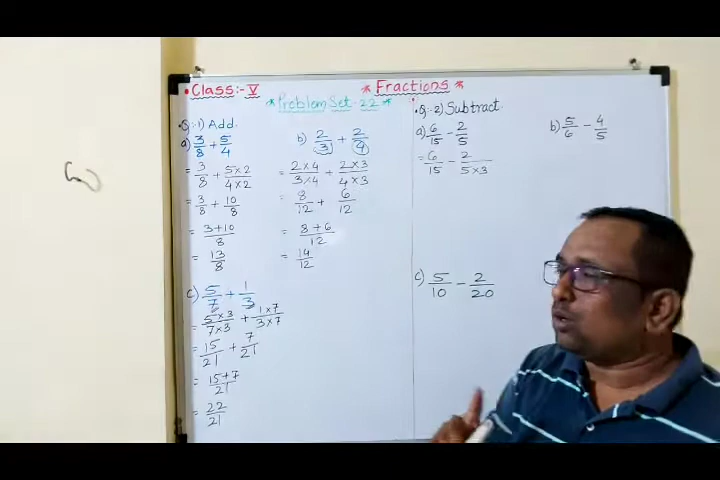 • Class:- V
* Fractions *
* Problem Set - 22 *
• Q:-1) Add.
a) 3/8 + 5/4
= 3/8 + 5×2/4×2
= 3/8 + 10/8
= 3+10/8
= 13/8
b) 2/3 + 2/4
= 2×4/3×4 + 2×3/4×3
= 8/12 + 6/12
= 8+6/12
= 14/12
c) 5/7 + 1/3
= 5×3/7×3 + 1×7/3×7
= 15/21 + 7/21
= 15+7/21
= 22/21
• Q:-2) Subtract.
a) 6/15 - 2/5
= 6/15 - 2/5×3
b) 5/6 - 4/5
c) 5/10 - 2/20